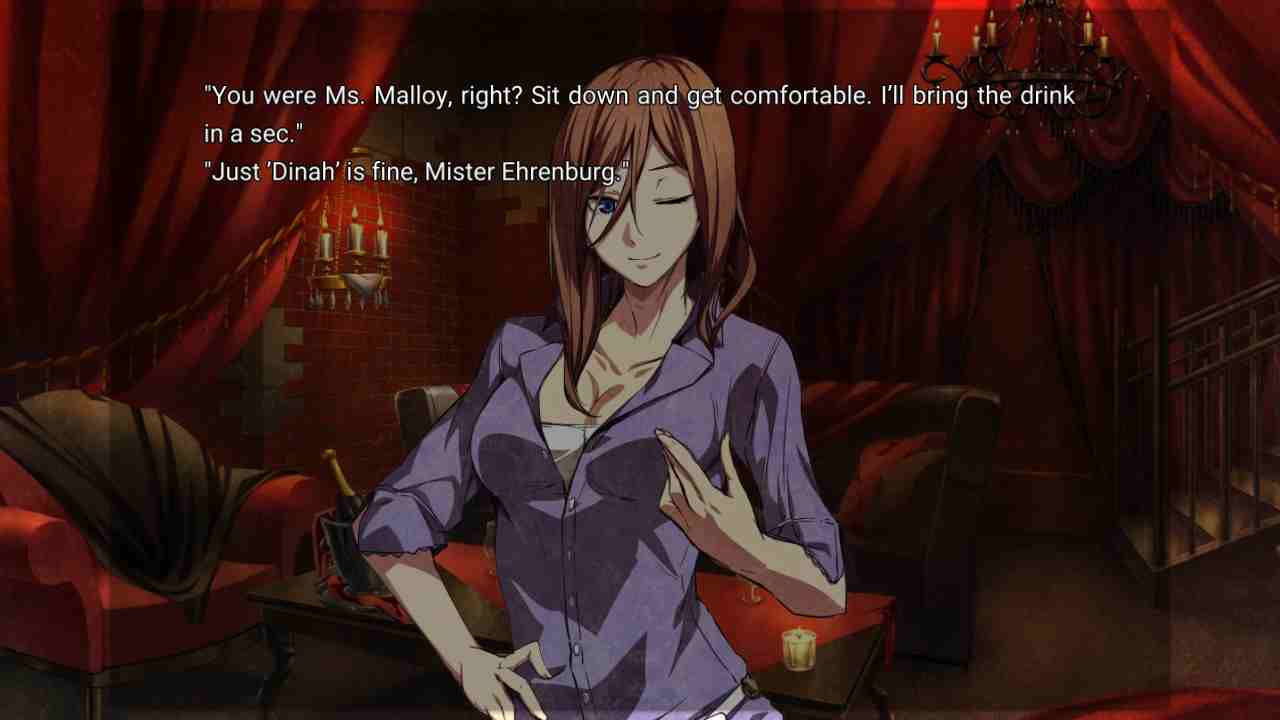 "You were Ms. Malloy, right? Sit down and get comfortable. I’ll bring the drink
in a sec."
"Just ’Dinah’ is fine, Mister Ehrenburg."